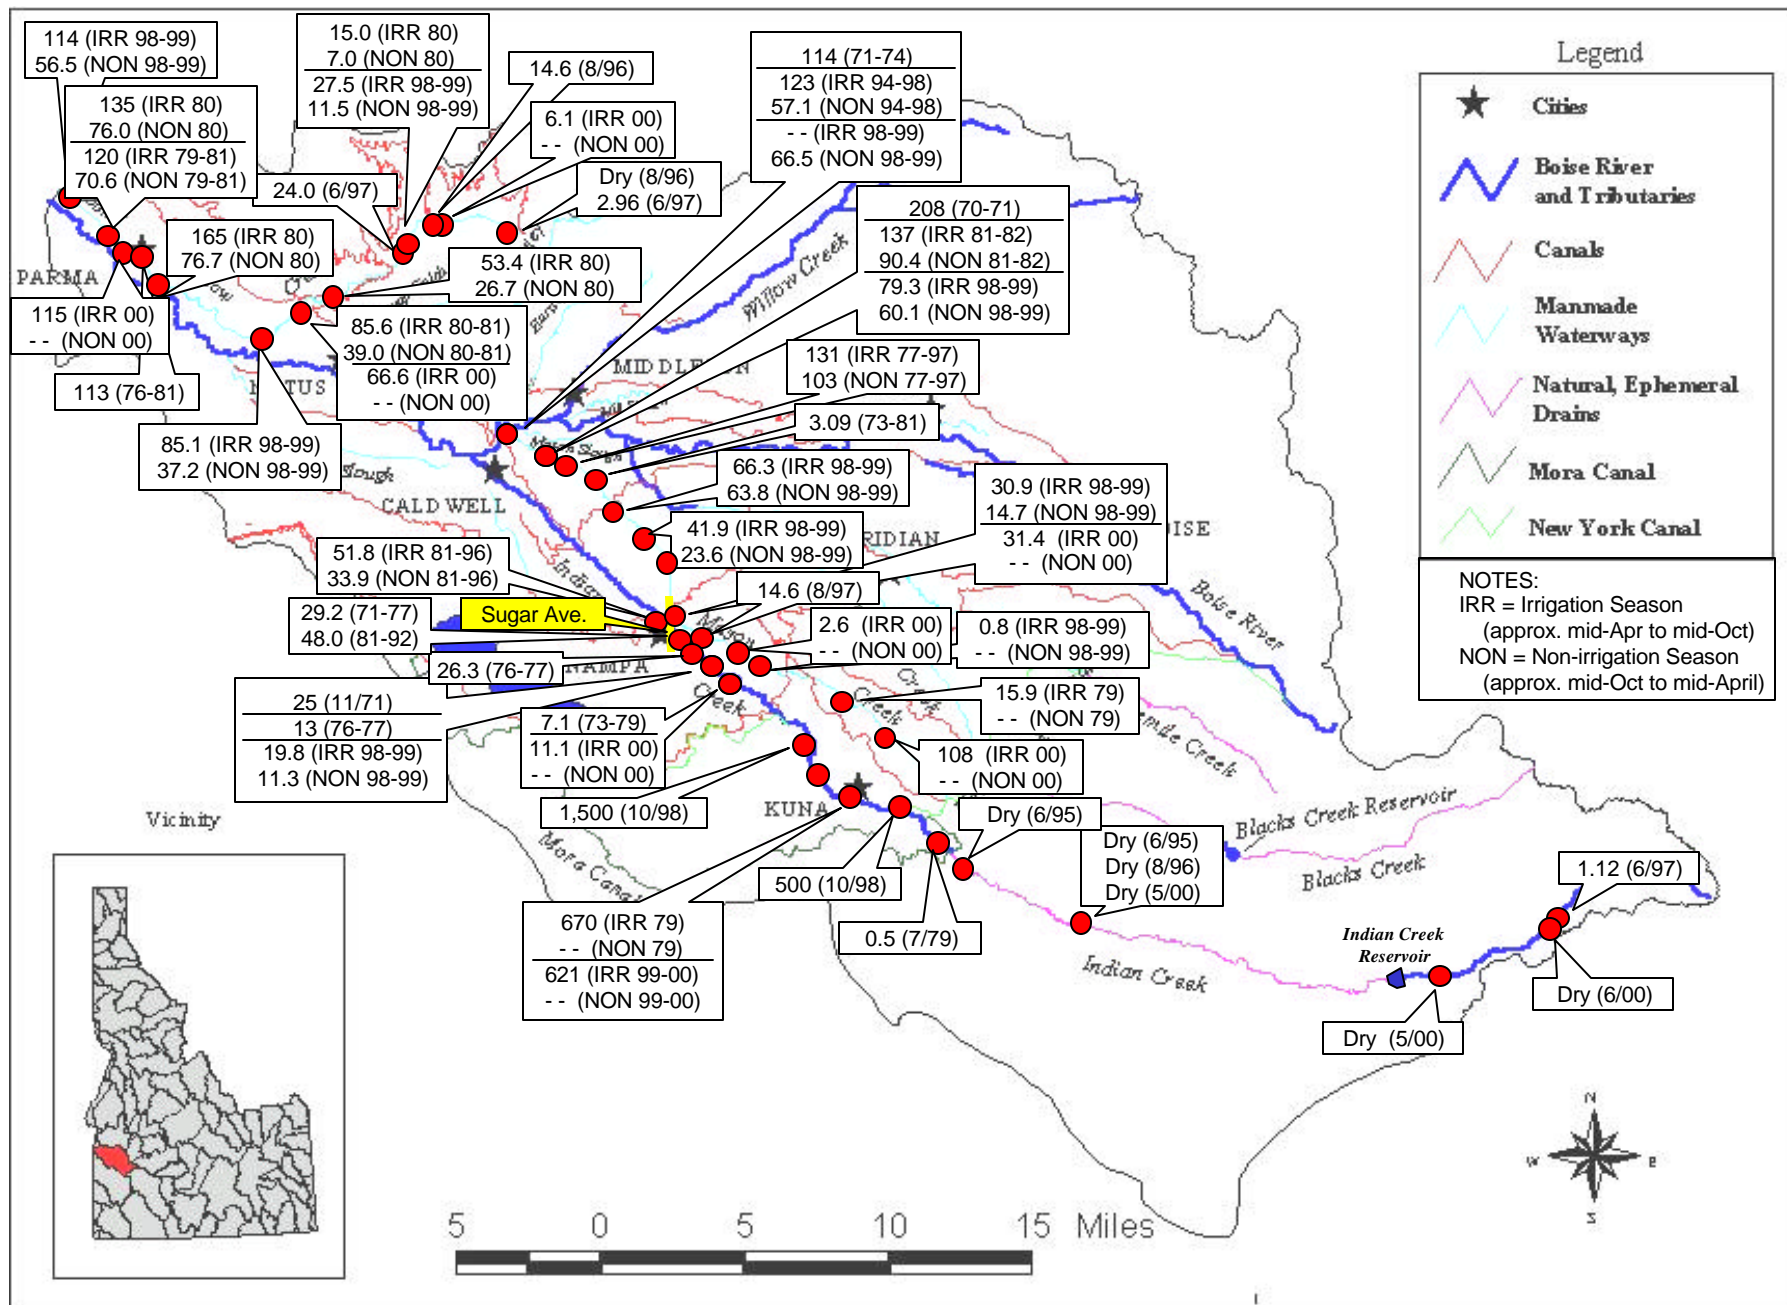 114 (IRR 98-99)
56.5 (NON 98-99)
135 (IRR 80)
76.0 (NON 80)
120 (IRR 79-81)
70.6 (NON 79-81)
15.0 (IRR 80)
7.0 (NON 80)
27.5 (IRR 98-99)
11.5 (NON 98-99)
14.6 (8/96)
6.1 (IRR 00)
- - (NON 00)
Dry (8/96)
2.96 (6/97)
24.0 (6/97)
114 (71-74)
123 (IRR 94-98)
57.1 (NON 94-98)
- - (IRR 98-99)
66.5 (NON 98-99)
208 (70-71)
137 (IRR 81-82)
90.4 (NON 81-82)
79.3 (IRR 98-99)
60.1 (NON 98-99)
165 (IRR 80)
76.7 (NON 80)
53.4 (IRR 80)
26.7 (NON 80)
PARMA
115 (IRR 00)
- - (NON 00)
113 (76-81)
85.6 (IRR 80-81)
39.0 (NON 80-81)
66.6 (IRR 00)
- - (NON 00)
85.1 (IRR 98-99)
37.2 (NON 98-99)
Willow Creek
131 (IRR 77-97)
103 (NON 77-97)
3.09 (73-81)
66.3 (IRR 98-99)
63.8 (NON 98-99)
Slough
CALDWELL
41.9 (IRR 98-99)
23.6 (NON 98-99)
30.9 (IRR 98-99)
14.7 (NON 98-99)
31.4 (IRR 00)
- - (NON 00)
51.8 (IRR 81-96)
33.9 (NON 81-96)
Indian
29.2 (71-77)
48.0 (81-92)
Sugar Ave.
14.6 (8/97)
Mason
2.6 (IRR 00)
- - (NON 00)
0.8 (IRR 98-99)
- - (NON 98-99)
Boise River
26.3 (76-77)
25 (11/71)
13 (76-77)
19.8 (IRR 98-99)
11.3 (NON 98-99)
Creek
Creek
7.1 (73-79)
11.1 (IRR 00)
- - (NON 00)
15.9 (IRR 79)
- - (NON 79)
108 (IRR 00)
- - (NON 00)
1,500 (10/98)
KUNA
Mora Canal
Dry (6/95)
Dry (6/95)
Dry (8/96)
Dry (5/00)
Blacks Creek Reservoir
Blacks Creek
500 (10/98)
670 (IRR 79)
- - (NON 79)
621 (IRR 99-00)
- - (NON 99-00)
0.5 (7/79)
Indian Creek
Indian Creek
Reservoir
1.12 (6/97)
Dry (6/00)
Dry (5/00)
Legend
Cities
Boise River
and Tributaries
Canals
Manmade
Waterways
Natural, Ephemeral
Drains
Mora Canal
New York Canal
NOTES:
IRR = Irrigation Season
(approx. mid-Apr to mid-Oct)
NON = Non-irrigation Season
(approx. mid-Oct to mid-April)
Vicinity
N
W
E
S
5 0 5 10 15 Miles